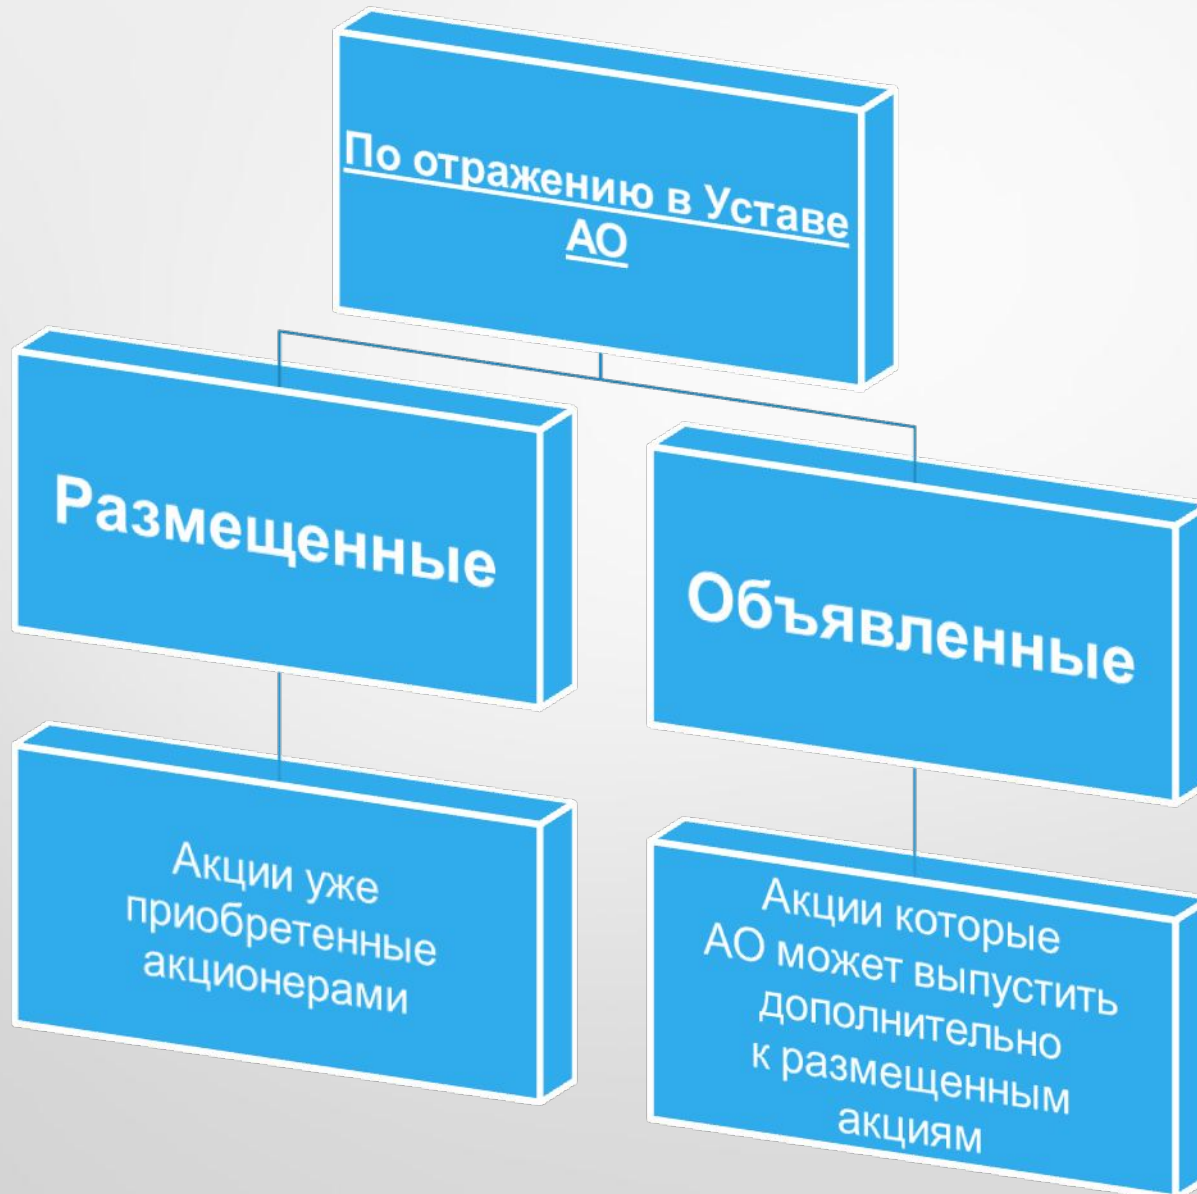 По отражению в Уставе
АО
Размещенные
Объявленные
Акции уже
приобретенные
акционерами
Акции которые
АО может выпустить
дополнительно
к размещенным
акциям